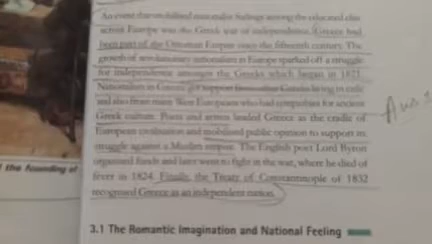 An event that mobilised nationalist feelings among the educated elite
across Europe was the Greek war of independence. Greece had
been part of the Ottoman Empire since the fifteenth century. The
growth of revolutionary nationalism in Europe sparked off a struggle
for independence amongst the Greeks which began in 1821.
Nationalists in Greece got support from other Greeks living in exile
and also from many West Europeans who had sympathies for ancient
Greek culture. Poets and artists lauded Greece as the cradle of
European civilisation and mobilised public opinion to support its
struggle against a Muslim empire. The English poet Lord Byron
organised funds and later went to fight in the war, where he died of
fever in 1824. Finally, the Treaty of Constantinople of 1832
recognised Greece as an independent nation.
Ans
the founding of
3.1 The Romantic Imagination and National Feeling